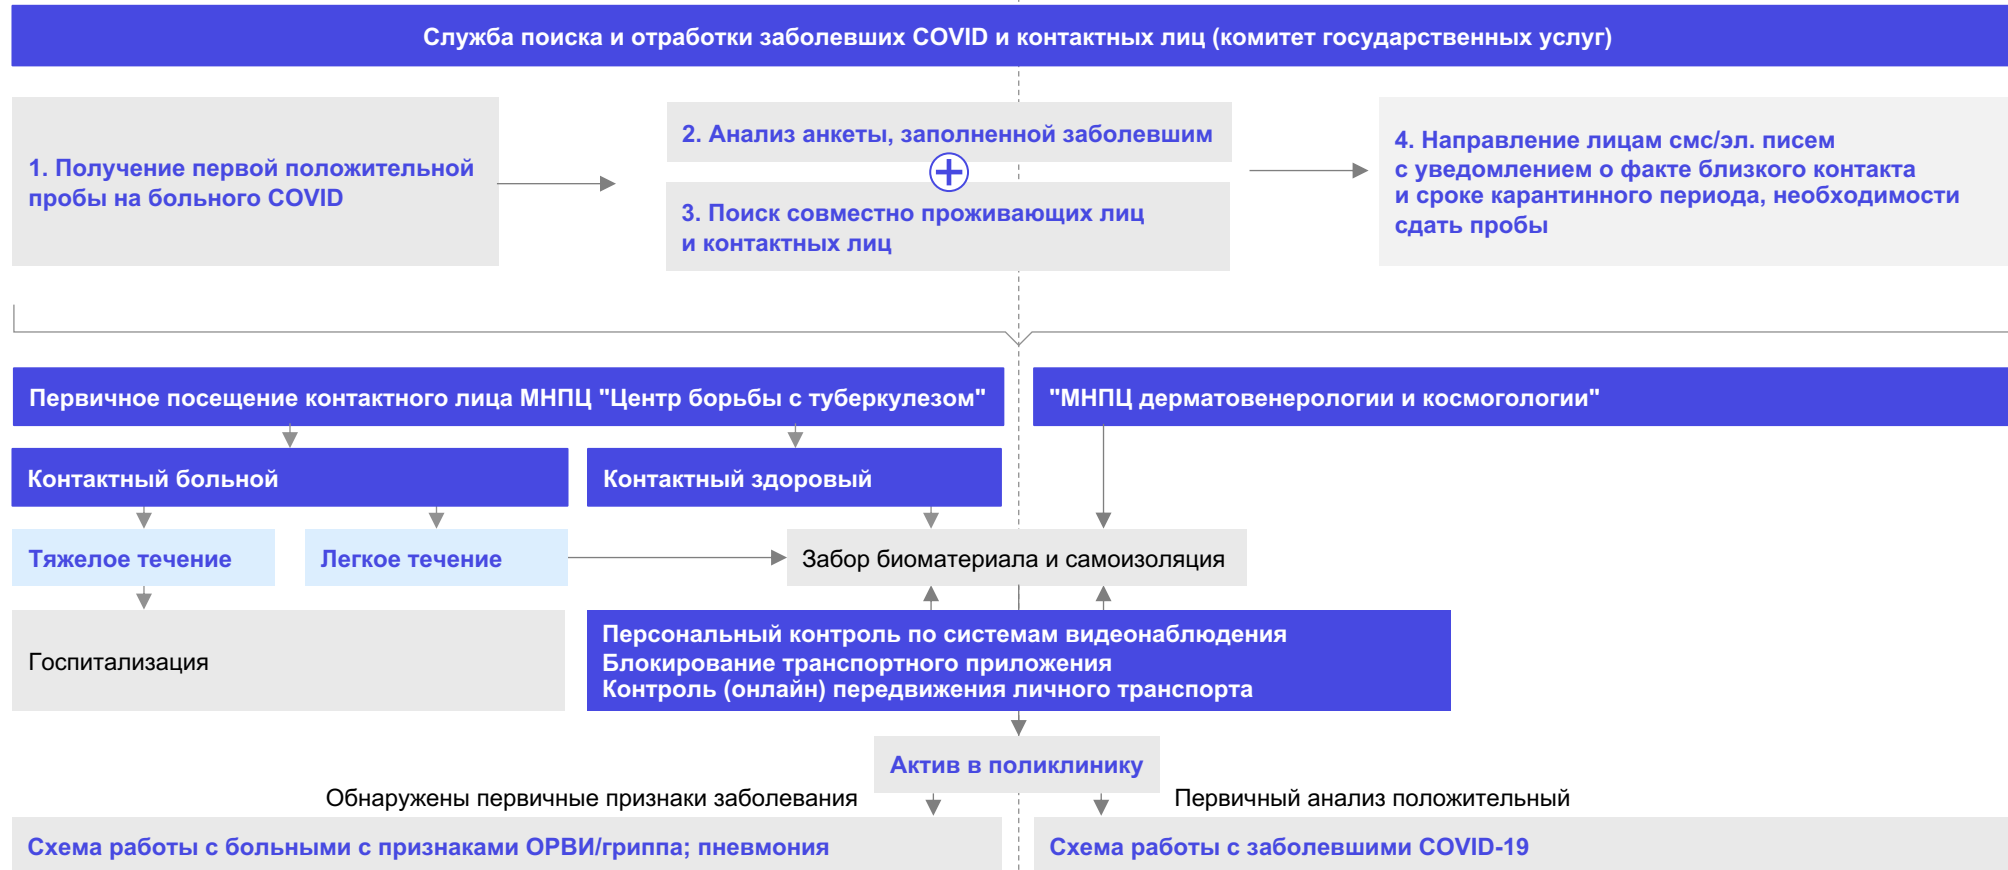 Служба поиска и отработки заболевших COVID и контактных лиц (комитет государственных услуг)
1. Получение первой положительной
пробы на больного COVID
2. Анализ анкеты, заполненной заболевшим
3. Поиск совместно проживающих лиц
и контактных лиц
4. Направление лицам смс/эл. писем
с уведомлением о факте близкого контакта
и сроке карантинного периода, необходимости
сдать пробы
Первичное посещение контактного лица МНПЦ "Центр борьбы с туберкулезом"
"МНПЦ дерматовенерологии и космогологии"
Контактный больной
Контактный здоровый
Тяжелое течение
Легкое течение
Забор биоматериала и самоизоляция
Госпитализация
Персональный контроль по системам видеонаблюдения
Блокирование транспортного приложения
Контроль (онлайн) передвижения личного транспорта
Актив в поликлинику
Обнаружены первичные признаки заболевания
Первичный анализ положительный
Схема работы с больными с признаками ОРВИ/гриппа; пневмония
Схема работы с заболевшими COVID-19